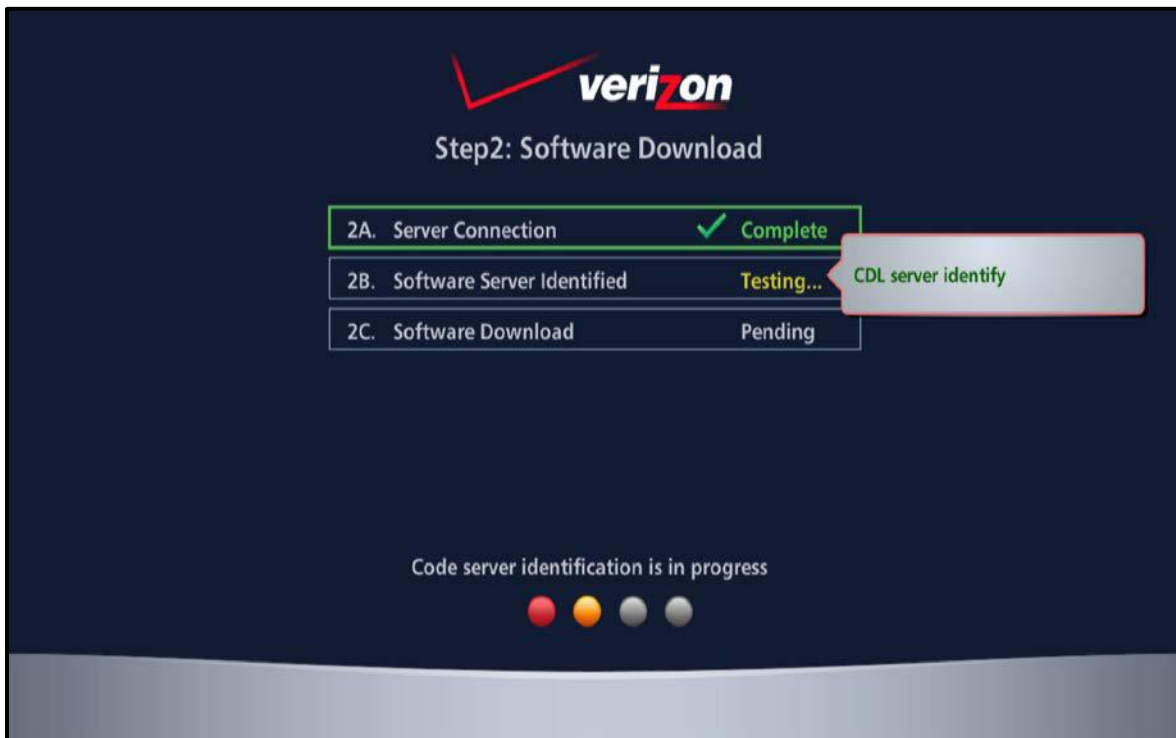 verizon
Step2: Software Download
2A. Server Connection Complete
2B. Software Server Identified Testing...
CDL server identify
2C. Software Download Pending
Code server identification is in progress